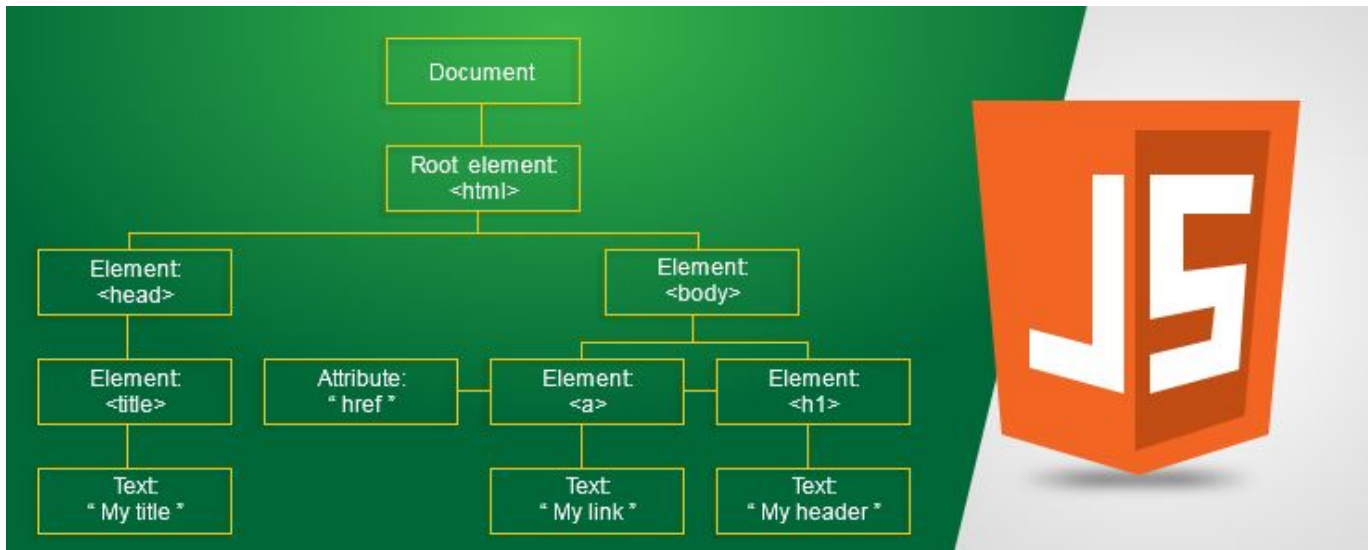 Document
Root element:
<html>
Element:
<head>
Element:
<body>
Element:
<title>
Attribute:
“ href ”
Element:
<a>
Element:
<h1>
Text:
“ My title ”
Text:
“ My link ”
Text:
“ My header ”
JS